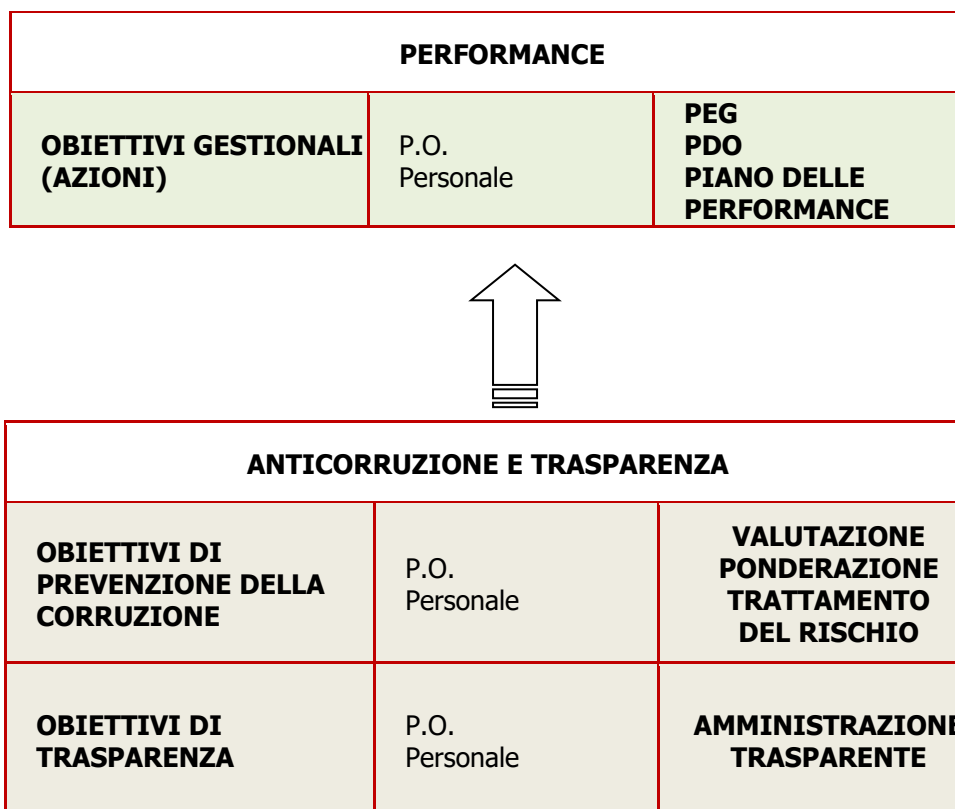 PERFORMANCE
OBIETTIVI GESTIONALI
(AZIONI)
P.O.
Personale
PEG
PDO
PIANO DELLE
PERFORMANCE
ANTICORRUZIONE E TRASPARENZA
OBIETTIVI DI
PREVENZIONE DELLA
CORRUZIONE
P.O.
Personale
VALUTAZIONE
PONDERAZIONE
TRATTAMENTO
DEL RISCHIO
OBIETTIVI DI
TRASPARENZA
P.O.
Personale
AMMINISTRAZIONE
TRASPARENTE